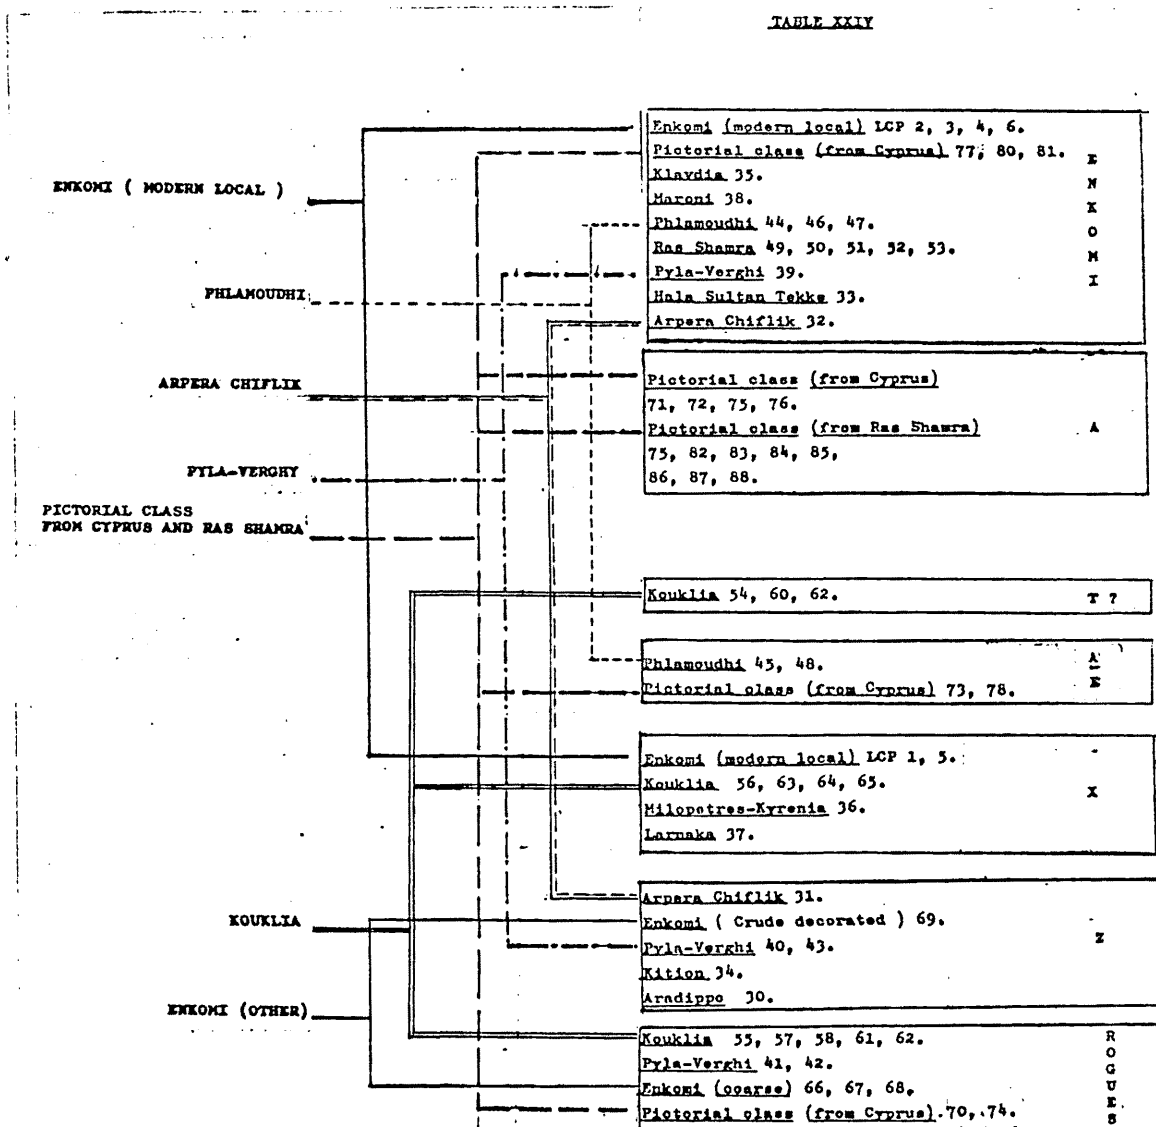 TABLE XXIV
ENKOMI ( MODERN LOCAL )
PHLAMOUDHI
ARPERA CHIFLIK
PYLA-VERGHY
PICTORIAL CLASS
FROM CYPRUS AND RAS SHAMRA
KOUKLIA
ENKOMI (OTHER)
Enkomi (modern local) LCP 2, 3, 4, 6.
Pictorial class (from Cyprus) 77, 80, 81.
Klavdia 35.
Maroni 38.
Phlamoudhi 44, 46, 47.
Ras Shamra 49, 50, 51, 52, 53.
Pyla-Verghi 39.
Hala Sultan Tekke 33.
Arpera Chiflik 32.
E
N
K
O
M
I
Pictorial class (from Cyprus)
71, 72, 75, 76.
Pictorial class (from Ras Shamra)
75, 82, 83, 84, 85,
86, 87, 88.
A
Kouklia 54, 60, 62.
T ?
Phlamoudhi 45, 48.
Pictorial class (from Cyprus) 73, 78.
A
E
Enkomi (modern local) LCP 1, 5.
Kouklia 56, 63, 64, 65.
Milopetres-Kyrenia 36.
Larnaka 37.
X
Arpera Chiflik 31.
Enkomi ( Crude decorated ) 69.
Pyla-Verghi 40, 43.
Kition 34.
Aradippo 30.
Z
Kouklia 55, 57, 58, 61, 62.
Pyla-Verghi 41, 42.
Enkomi (coarse) 66, 67, 68.
Pictorial class (from Cyprus) 70, 74.
R
O
G
U
E
S